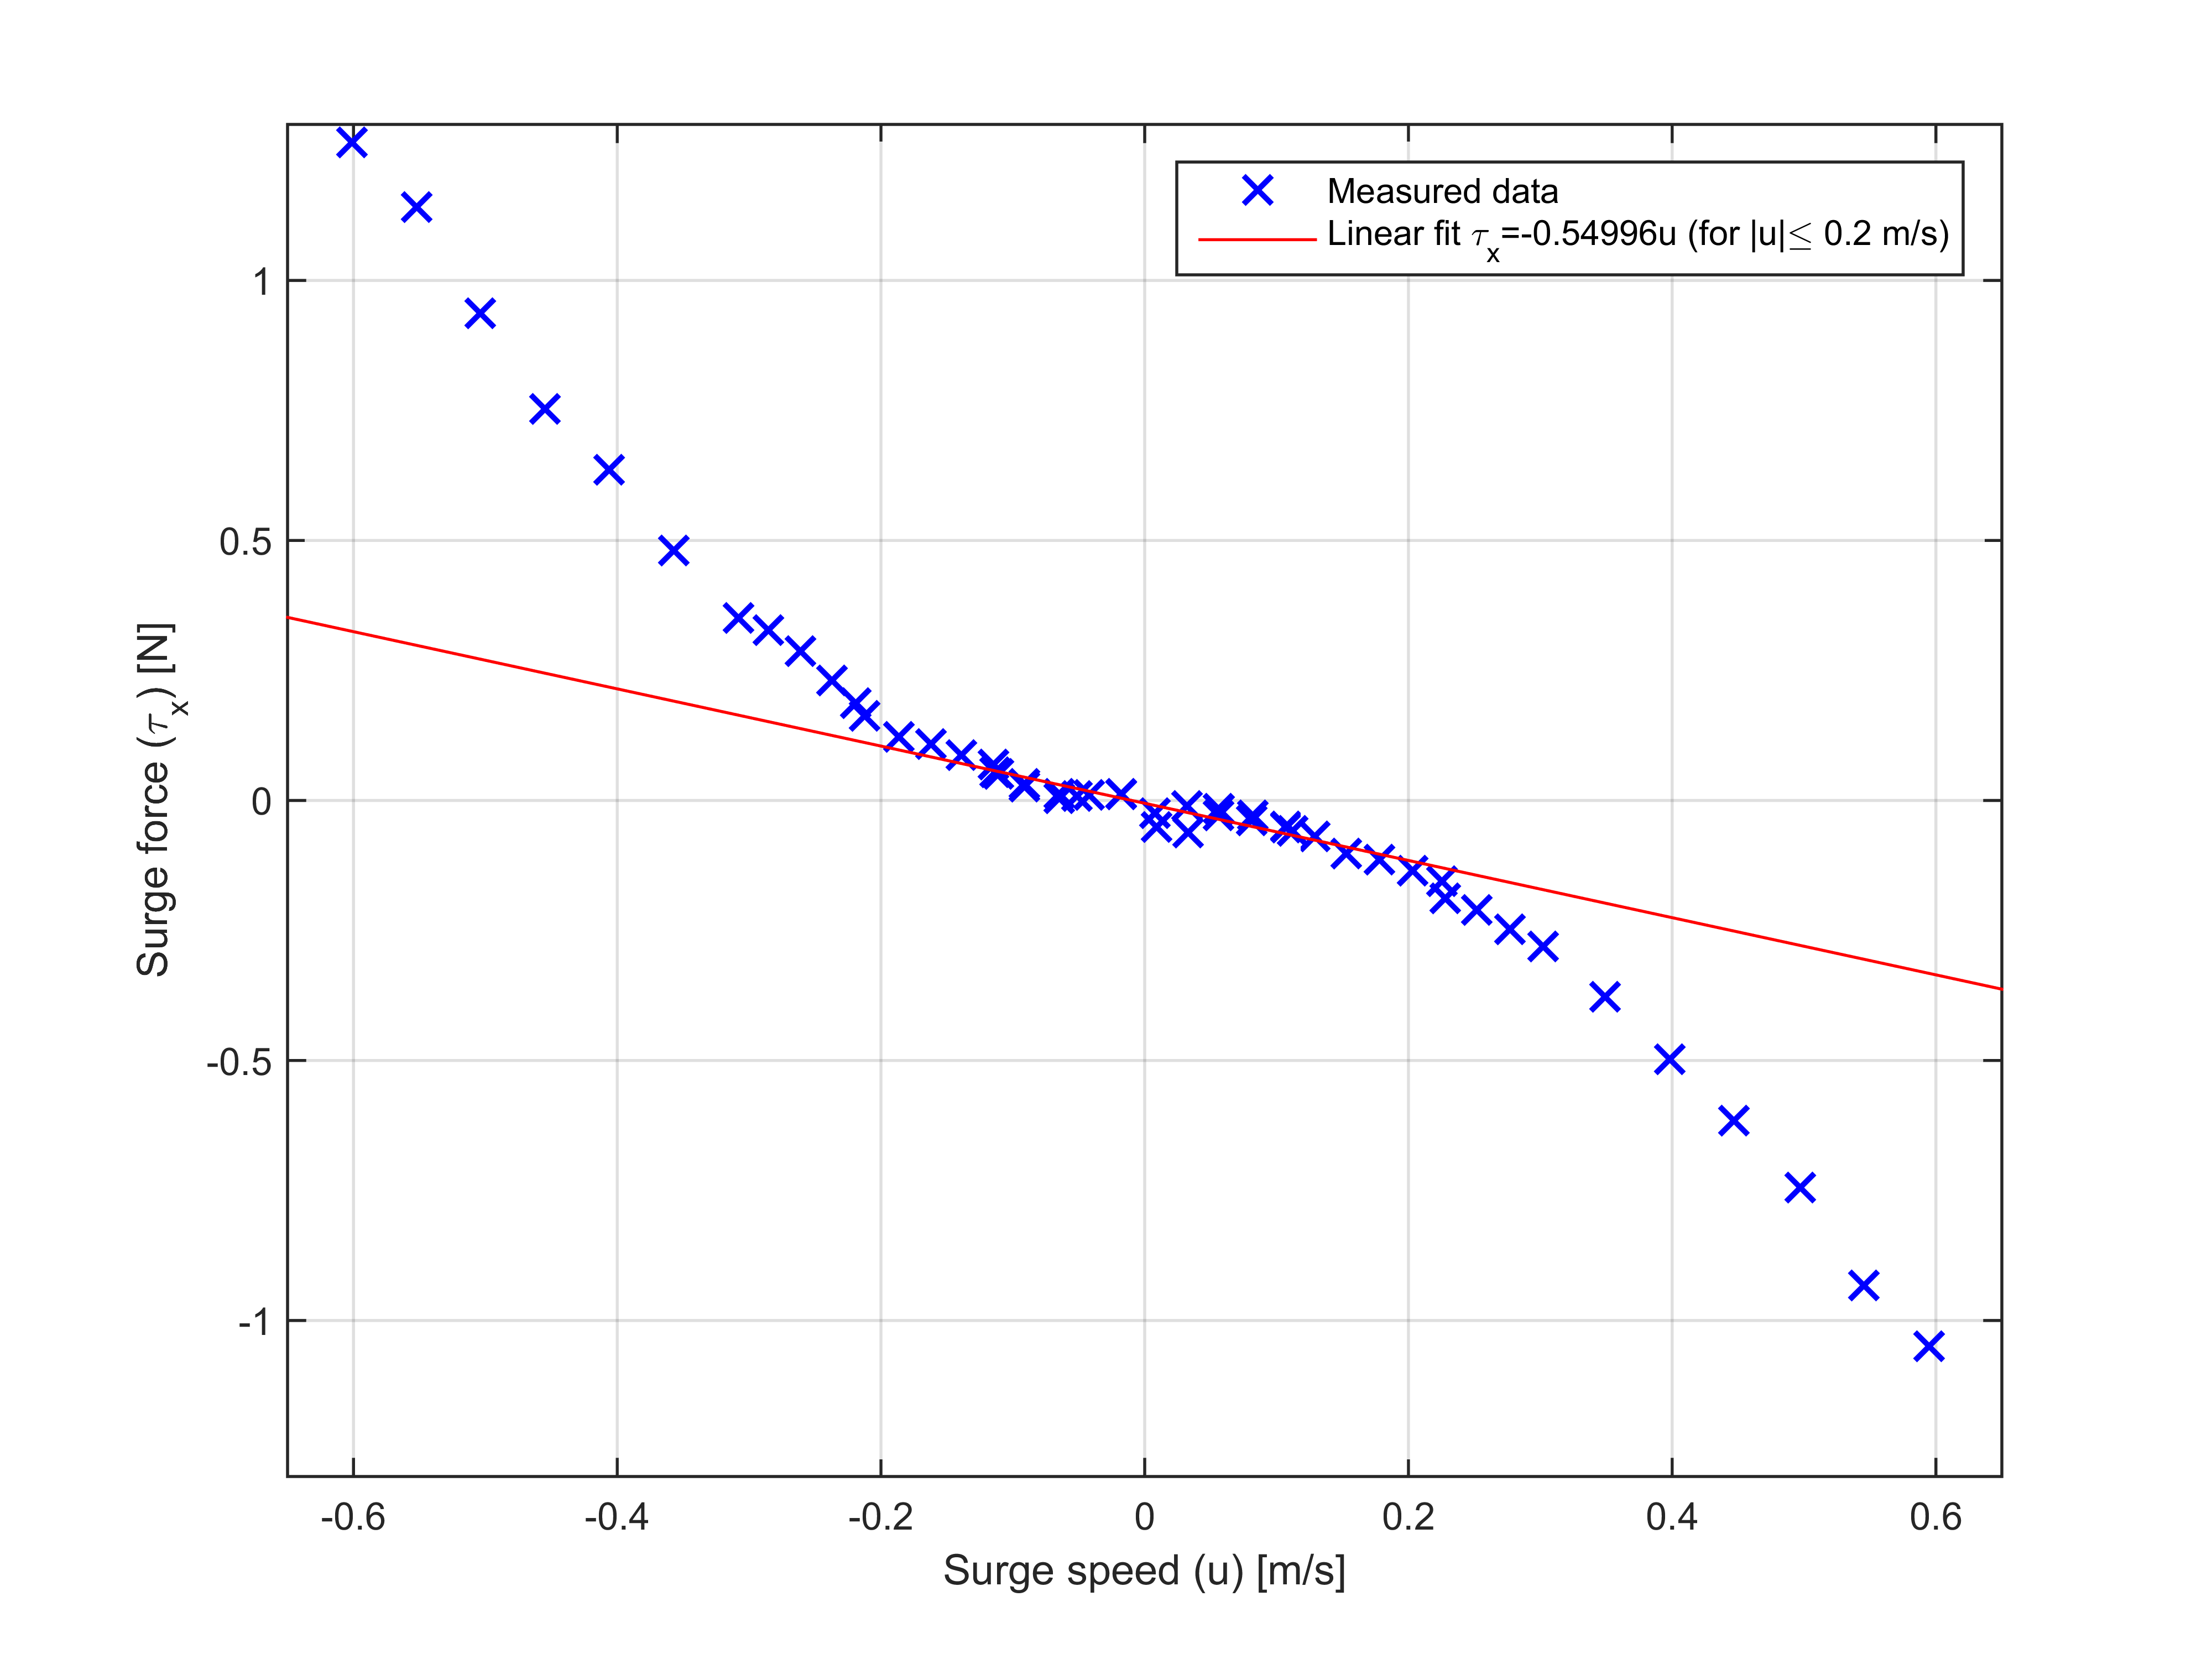 Measured data
Linear fit τx=-0.54996u (for |u|≤ 0.2 m/s)
1
0.5
0
-0.5
-1
Surge force (τx) [N]
-0.6 -0.4 -0.2 0 0.2 0.4 0.6
Surge speed (u) [m/s]